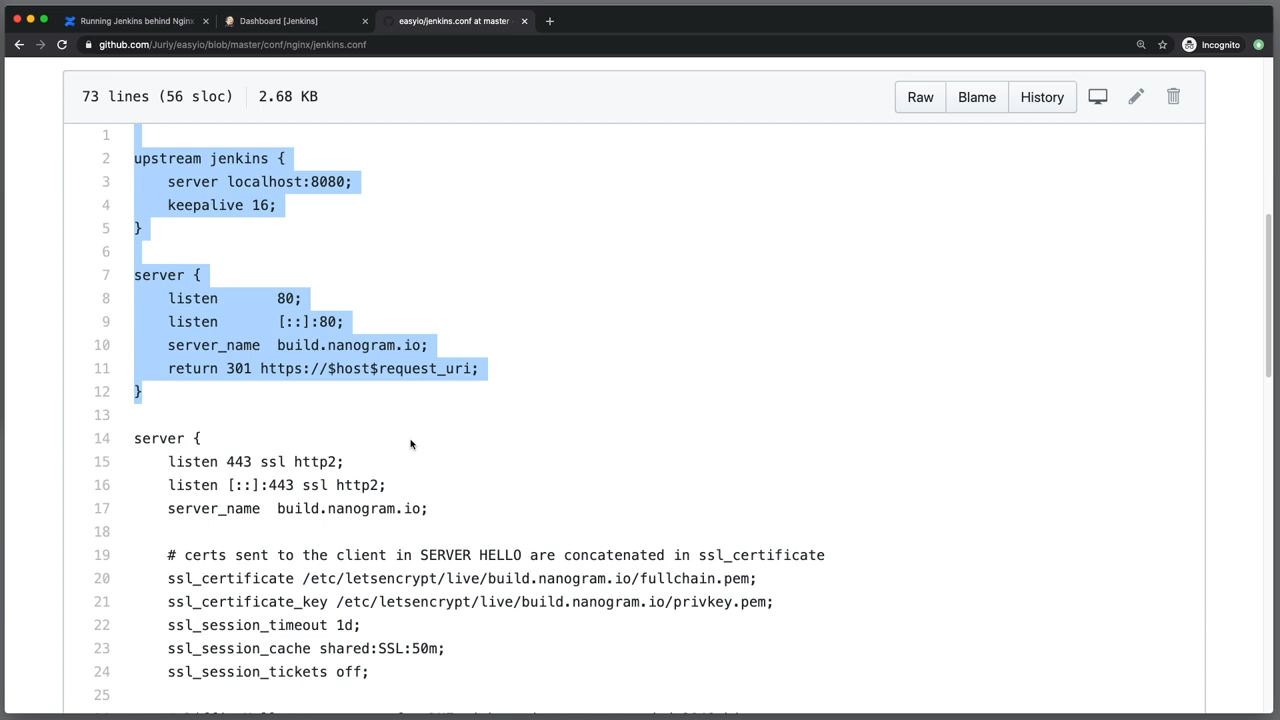 Running Jenkins behind Nginx
Dashboard [Jenkins]
easyio/jenkins.conf at master
github.com/Juriy/easyio/blob/master/conf/nginx/jenkins.conf
Incognito
73 lines (56 sloc) 2.68 KB
Raw Blame History
1
2 upstream jenkins {
3 server localhost:8080;
4 keepalive 16;
5 }
6
7 server {
8 listen 80;
9 listen [::]:80;
10 server_name build.nanogram.io;
11 return 301 https://$host$request_uri;
12 }
13
14 server {
15 listen 443 ssl http2;
16 listen [::]:443 ssl http2;
17 server_name build.nanogram.io;
18
19 # certs sent to the client in SERVER HELLO are concatenated in ssl_certificate
20 ssl_certificate /etc/letsencrypt/live/build.nanogram.io/fullchain.pem;
21 ssl_certificate_key /etc/letsencrypt/live/build.nanogram.io/privkey.pem;
22 ssl_session_timeout 1d;
23 ssl_session_cache shared:SSL:50m;
24 ssl_session_tickets off;
25